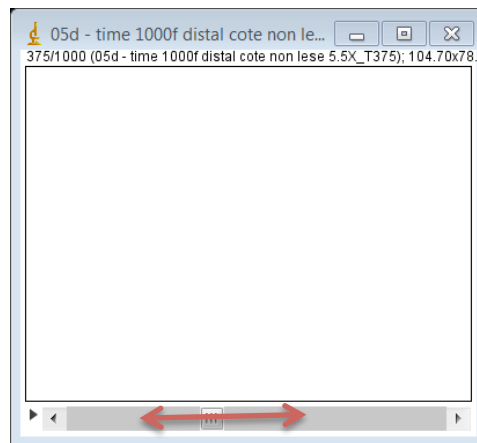 05d - time 1000f distal cote non le...
375/1000 (05d - time 1000f distal cote non lese 5.5X_T375); 104.70x78.